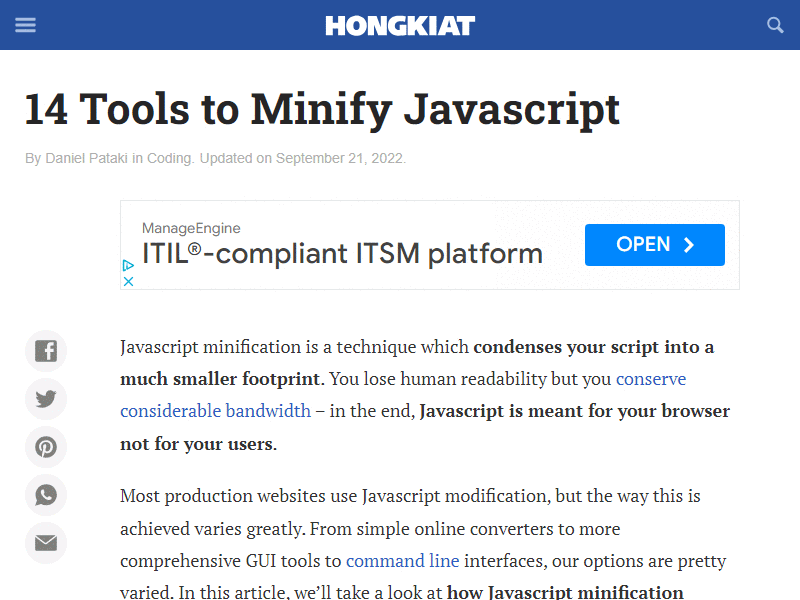 HONGKIAT
14 Tools to Minify Javascript
By Daniel Pataki in Coding. Updated on September 21, 2022.
ManageEngine
ITIL®-compliant ITSM platform
OPEN
Javascript minification is a technique which condenses your script into a
much smaller footprint. You lose human readability but you conserve
considerable bandwidth – in the end, Javascript is meant for your browser
not for your users.
Most production websites use Javascript modification, but the way this is
achieved varies greatly. From simple online converters to more
comprehensive GUI tools to command line interfaces, our options are pretty
varied. In this article, we’ll take a look at how Javascript minification